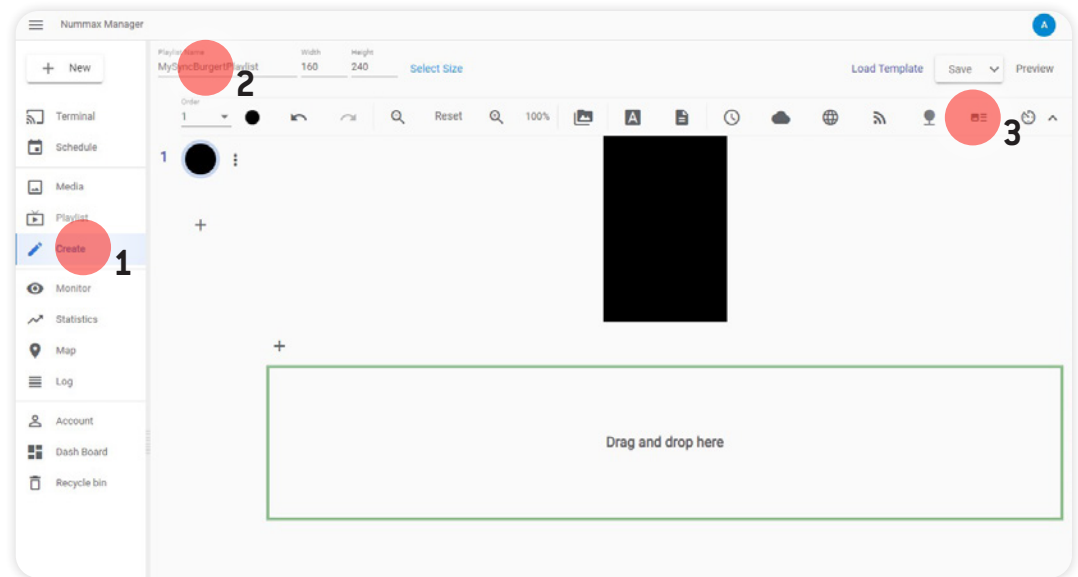 Nummax Manager
A
+ New
Terminal
Schedule
Media
Playlist
Create
1
Monitor
Statistics
Map
Log
Account
Dash Board
Recycle bin
Playlist Name
MySyncBurgertPlaylist
2
Width
160
Height
240
Select Size
Load Template
Save
Preview
Order
1
Reset
100%
A
3
1
+
+
Drag and drop here